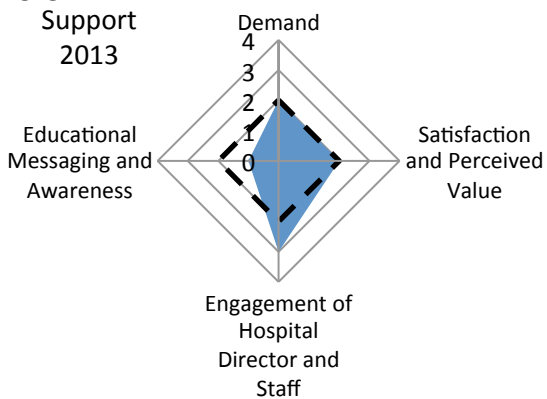 Support
2013
Demand
4
3
2
1
0
Educational
Messaging and
Awareness
Satisfaction
and Perceived
Value
Engagement of
Hospital
Director and
Staff